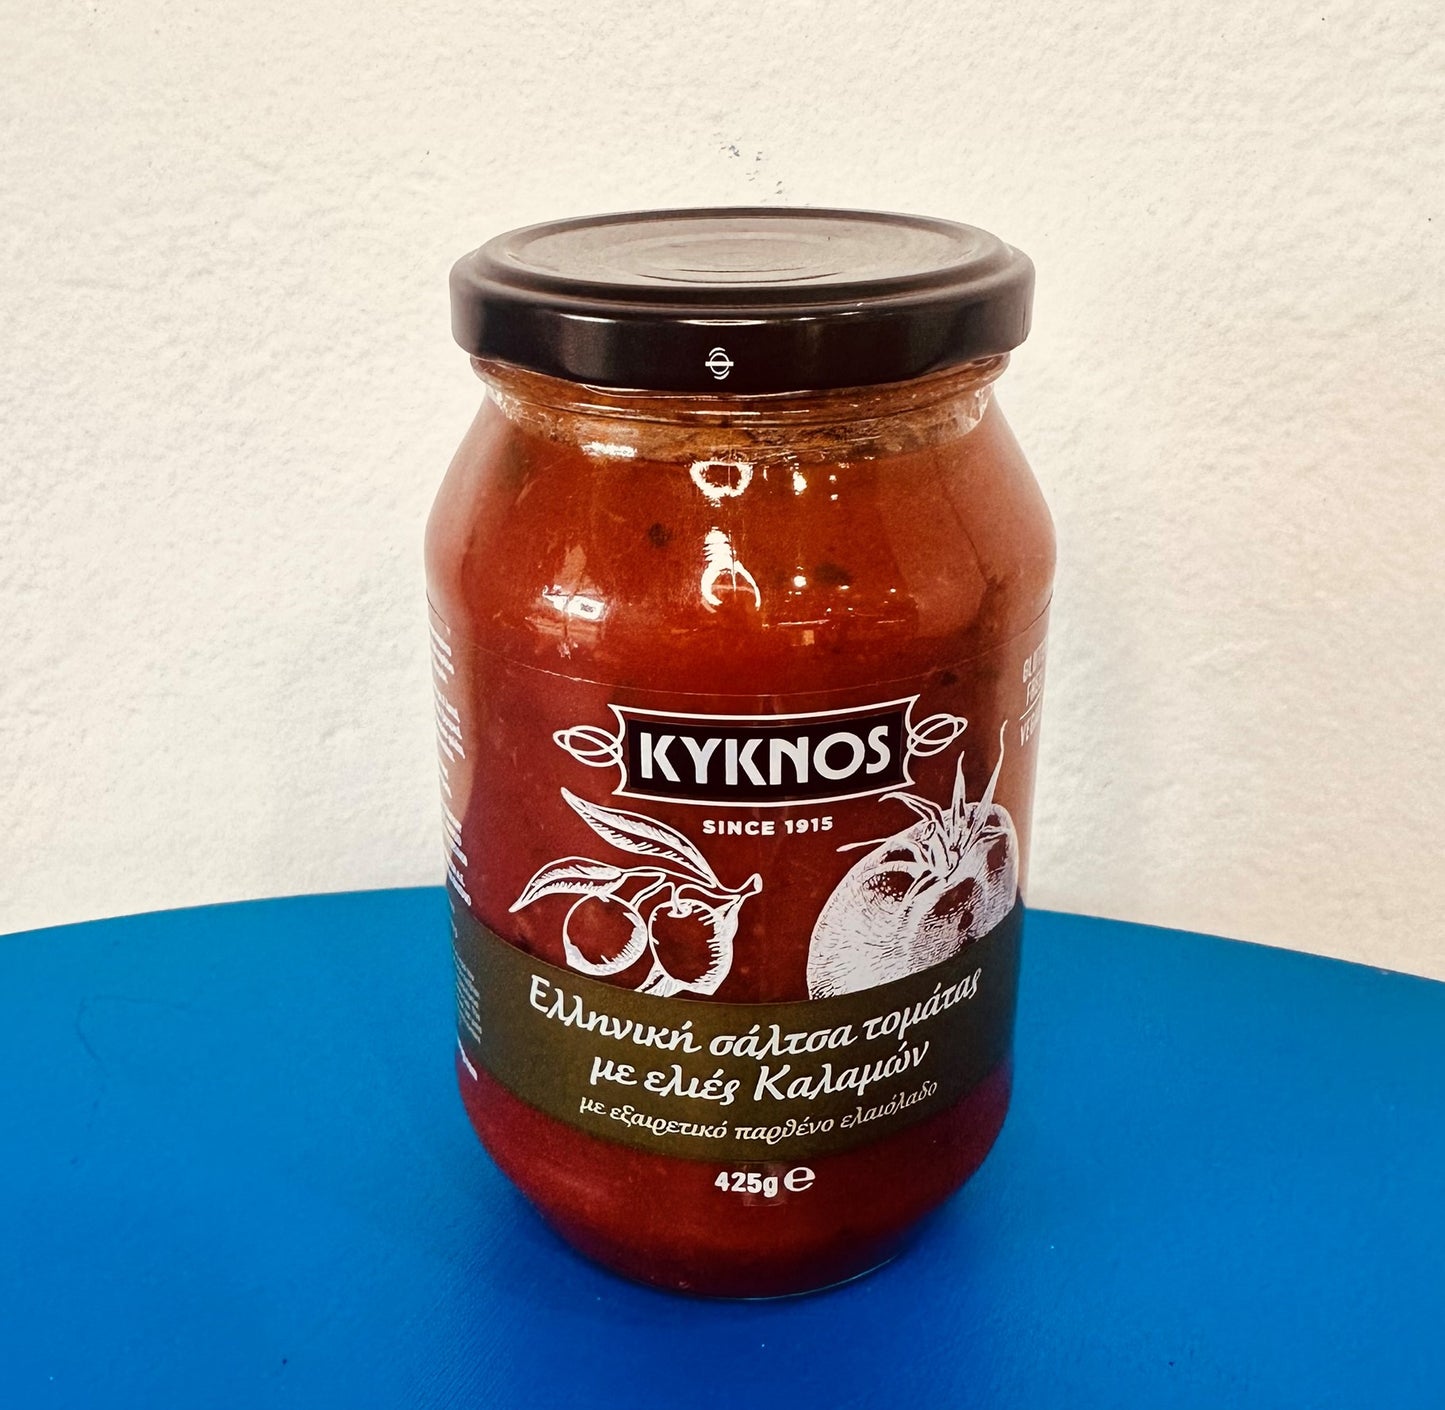 KYKNOS
SINCE 1915
Ελληνική σάλτσα τομάτας
με ελιές Καλαμών
με εξαιρετικό παρθένο ελαιόλαδο
425g e